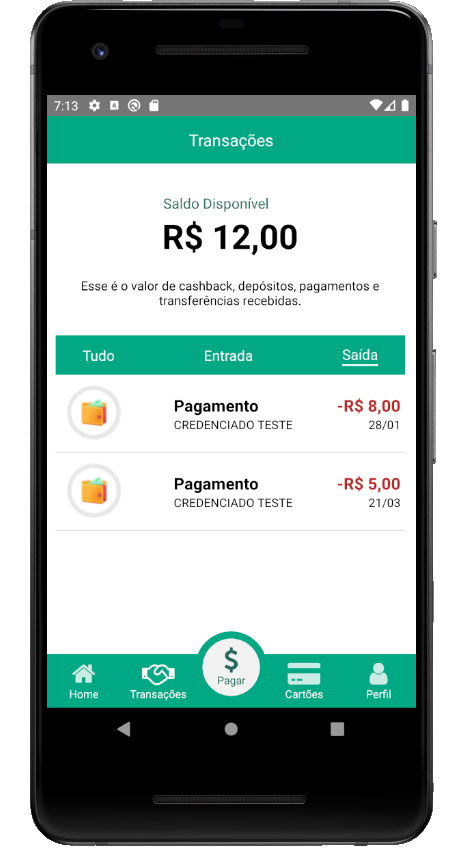 7:13
Transações
Saldo Disponível
R$ 12,00
Esse é o valor de cashback, depósitos, pagamentos e
transferências recebidas.
Tudo Entrada Saída
Pagamento -R$ 8,00
CREDENCIADO TESTE 28/01
Pagamento -R$ 5,00
CREDENCIADO TESTE 21/03
$
Pagar
Home Transações Cartões Perfil